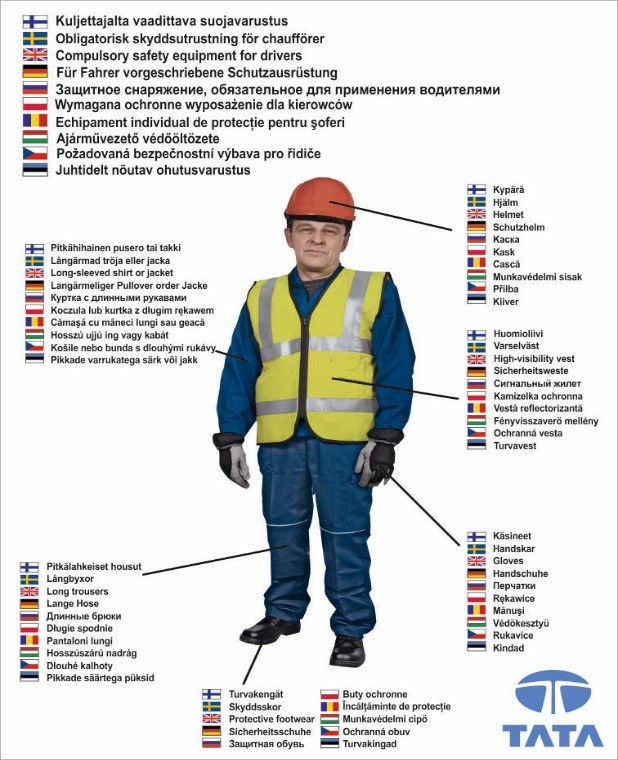 Kuljettajalta vaadittava suojavarustus
Obligatorisk skyddsutrustning för chaufförer
Compulsory safety equipment for drivers
Für Fahrer vorgeschriebene Schutzausrüstung
Защитное снаряжение, обязательное для применения водителями
Wymagana ochronne wyposażenie dla kierowców
Echipament individual de protecție pentru șoferi
Ajárművezető védőöltözete
Požadovaná bezpečnostní výbava pro řidiče
Juhtidelt nõutav ohutusvarustus
Kypärä
Hjälm
Helmet
Schutzhelm
Каска
Kask
Cască
Munkavédelmi sisak
Přilba
Kiiver
Pitkähihainen pusero tai takki
Långärmad tröja eller jacka
Long-sleeved shirt or jacket
Langärmeliger Pullover order Jacke
Куртка с длинными рукавами
Koczula lub kurtka z długim rękawem
Cămașă cu mâneci lungi sau geacă
Hosszú ujjú ing vagy kabát
Košile nebo bunda s dlouhými rukávy
Pikkade varrukatega särk või jakk
Huomioliivi
Varselväst
High-visibility vest
Sicherheitsweste
Сигнальный жилет
Kamizelka ochronna
Vestă reflectorizantă
Fényvisszaverö mellény
Ochranná vesta
Turvavest
Käsineet
Handskar
Gloves
Handschuhe
Перчатки
Rękawice
Mănuși
Védökesztyü
Rukavice
Kindad
Pitkälahkeiset housut
Långbyxor
Long trousers
Lange Hose
Длинные брюки
Długie spodnie
Pantaloni lungi
Hosszúszárú nadrág
Dlouhé kalhoty
Pikkade säärtega püksid
Turvakengät
Skyddsskor
Protective footwear
Sicherheitsschuhe
Защитная обувь
Buty ochronne
Încălțăminte de protecție
Munkavédelmi cipö
Ochranná obuv
Turvakingad
TATA